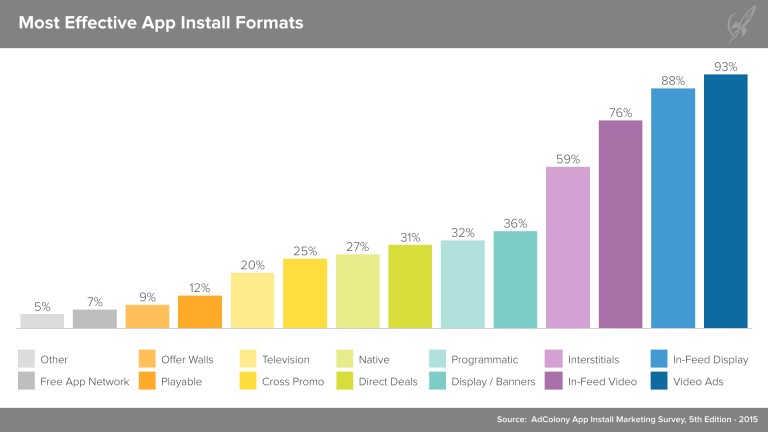 Most Effective App Install Formats
5%
7%
9%
12%
20%
25%
27%
31%
32%
36%
59%
76%
88%
93%
Other
Offer Walls
Television
Native
Programmatic
Interstitials
In-Feed Display
Free App Network
Playable
Cross Promo
Direct Deals
Display / Banners
In-Feed Video
Video Ads
Source: AdColony App Install Marketing Survey, 5th Edition - 2015